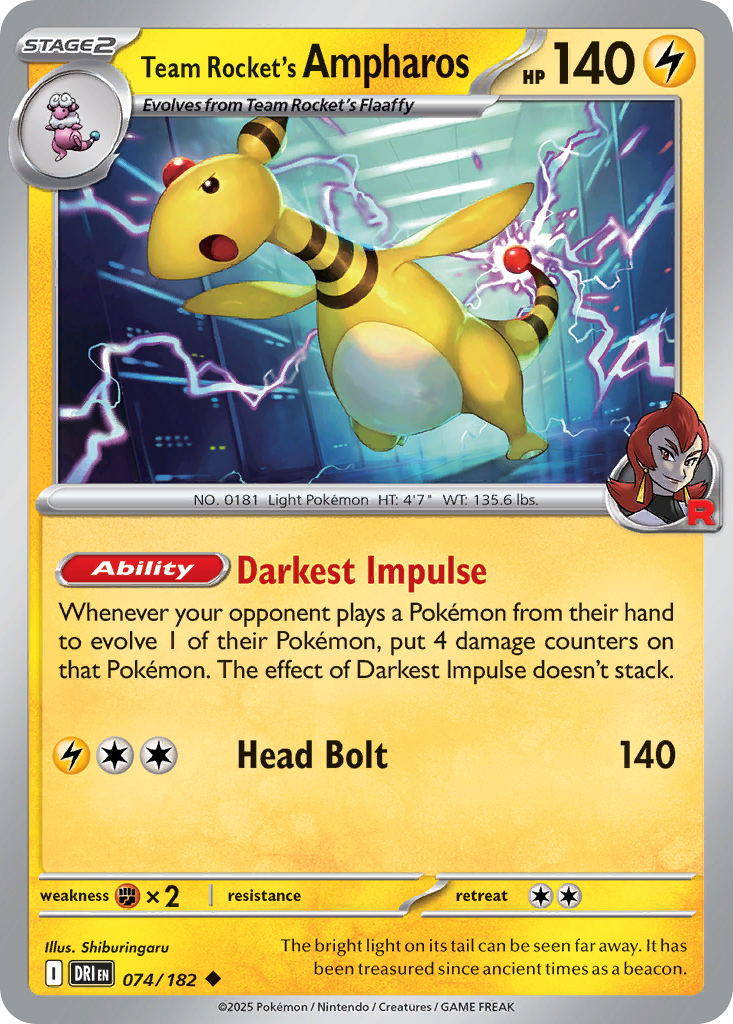 STAGE2
Team Rocket's Ampharos HP 140
Evolves from Team Rocket's Flaaffy
NO. 0181 Light Pokémon HT: 4'7" WT: 135.6 lbs.
R
Ability Darkest Impulse
Whenever your opponent plays a Pokémon from their hand
to evolve 1 of their Pokémon, put 4 damage counters on
that Pokémon. The effect of Darkest Impulse doesn't stack.
Head Bolt 140
weakness ×2 resistance retreat
Illus. Shiburingaru
The bright light on its tail can be seen far away. It has
been treasured since ancient times as a beacon.
I DRI EN 074/182
©2025 Pokémon / Nintendo / Creatures / GAME FREAK